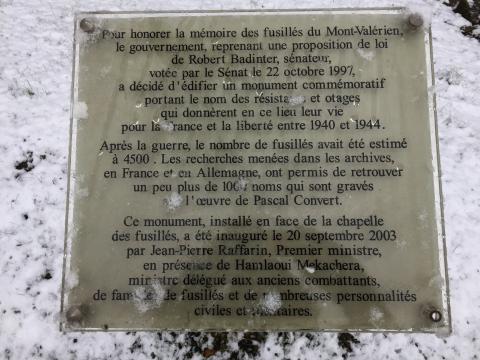 Pour honorer la mémoire des fusillés du Mont-Valérien,
le gouvernement, reprenant une proposition de loi
de Robert Badinter, sénateur,
votée par le Sénat le 22 octobre 1997,
a décidé d'édifier un monument commémoratif
portant le nom des résistants et otages
qui donnèrent en ce lieu leur vie
pour la France et la liberté entre 1940 et 1944.
Après la guerre, le nombre de fusillés avait été estimé
à 4500. Les recherches menées dans les archives,
en France et en Allemagne, ont permis de retrouver
un peu plus de 1000 noms qui sont gravés
sur l'œuvre de Pascal Convert.
Ce monument, installé en face de la chapelle
des fusillés, a été inauguré le 20 septembre 2003
par Jean-Pierre Raffarin, Premier ministre,
en présence de Hamlaoui Mekachera,
ministre délégué aux anciens combattants,
de familles de fusillés et de nombreuses personnalités
civiles et militaires.